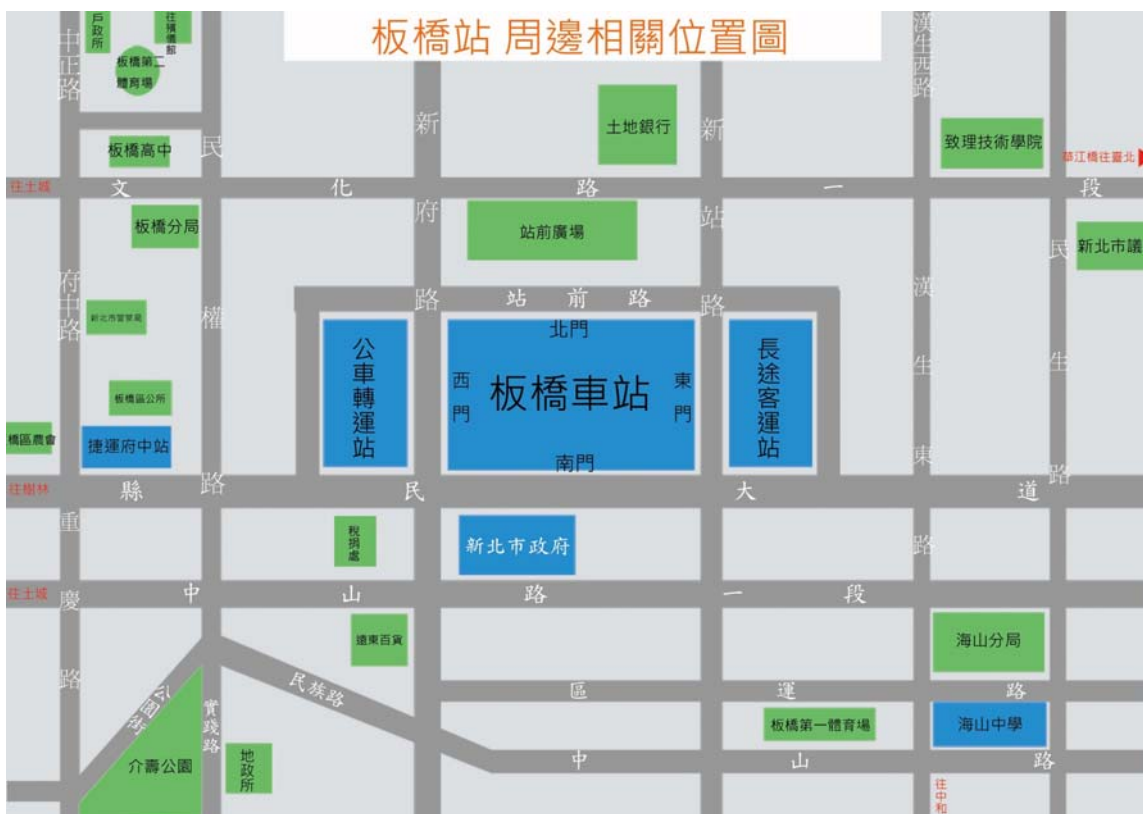 板橋站 周邊相關位置圖
戶政所
往殯儀館
板橋第二
體育場
中正路
漢生西路
土地銀行
致理技術學院
華江橋往臺北
板橋高中
往土城
文化路一段
民權路
新府路
新站路
板橋分局
站前廣場
新北市議
府中路
站前路
漢生東路
民生路
板橋區公所
橋區農會
捷運府中站
公車轉運站
北門
西門
板橋車站
東門
南門
長途客運站
往樹林
縣民大道
重慶路
稅捐處
新北市政府
往土城
中山路一段
遠東百貨
海山分局
公園街
民族路
區運路
實踐路
板橋第一體育場
海山中學
介壽公園
地政所
中山路
往中和